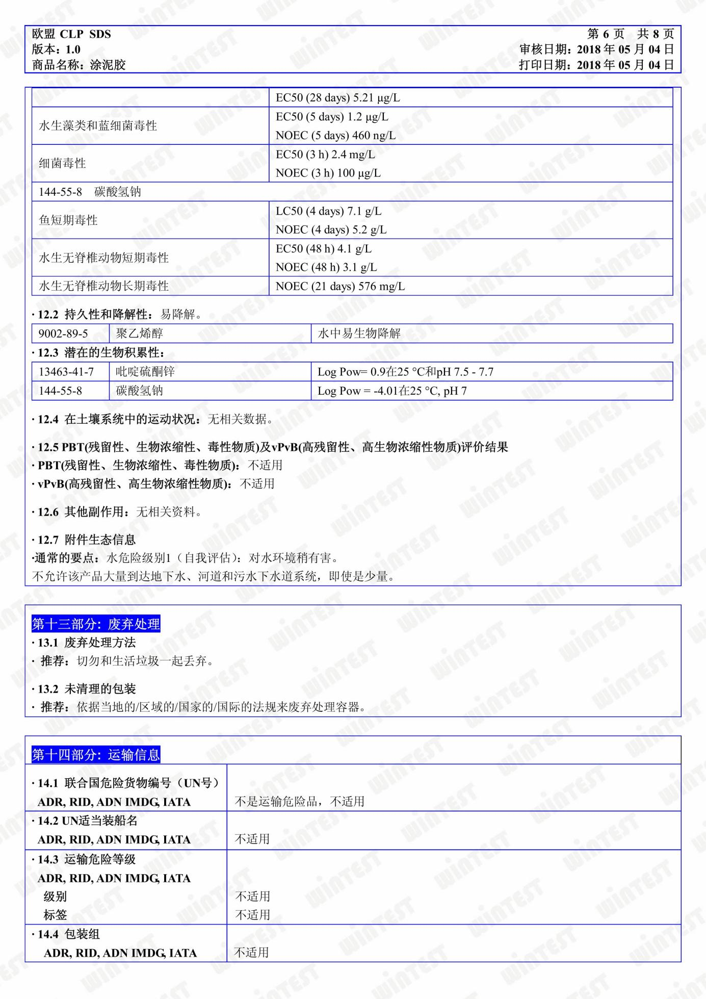 欧盟 CLP SDS
第 6 页 共 8 页
版本：1.0
审核日期：2018 年 05 月 04 日
商品名称：涂泥胶
打印日期：2018 年 05 月 04 日
EC50 (28 days) 5.21 μg/L
水生藻类和蓝细菌毒性
EC50 (5 days) 1.2 μg/L
NOEC (5 days) 460 ng/L
细菌毒性
EC50 (3 h) 2.4 mg/L
NOEC (3 h) 100 μg/L
144-55-8 碳酸氢钠
鱼短期毒性
LC50 (4 days) 7.1 g/L
NOEC (4 days) 5.2 g/L
水生无脊椎动物短期毒性
EC50 (48 h) 4.1 g/L
NOEC (48 h) 3.1 g/L
水生无脊椎动物长期毒性
NOEC (21 days) 576 mg/L
· 12.2 持久性和降解性：易降解。
9002-89-5 聚乙烯醇 水中易生物降解
· 12.3 潜在的生物积累性：
13463-41-7 吡啶硫酮锌 Log Pow= 0.9在25 °C和pH 7.5 - 7.7
144-55-8 碳酸氢钠 Log Pow = -4.01在25 °C, pH 7
· 12.4 在土壤系统中的运动状况：无相关数据。
· 12.5 PBT(残留性、生物浓缩性、毒性物质)及vPvB(高残留性、高生物浓缩性物质)评价结果
· PBT(残留性、生物浓缩性、毒性物质)：不适用
· vPvB(高残留性、高生物浓缩性物质)：不适用
· 12.6 其他副作用：无相关资料。
· 12.7 附件生态信息
·通常的要点：水危险级别1（自我评估）：对水环境稍有害。
不允许该产品大量到达地下水、河道和污水下水道系统，即使是少量。
第十三部分：废弃处理
· 13.1 废弃处理方法
· 推荐：切勿和生活垃圾一起丢弃。
· 13.2 未清理的包装
· 推荐：依据当地的/区域的/国家的/国际的法规来废弃处理容器。
第十四部分：运输信息
· 14.1 联合国危险货物编号（UN号）
ADR, RID, ADN IMDG, IATA 不是运输危险品，不适用
· 14.2 UN适当装船名
ADR, RID, ADN IMDG, IATA 不适用
· 14.3 运输危险等级
ADR, RID, ADN IMDG, IATA
级别 不适用
标签 不适用
· 14.4 包装组
ADR, RID, ADN IMDG, IATA 不适用